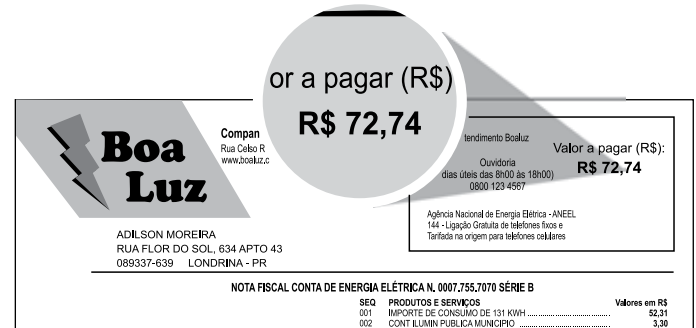 or a pagar (R$)
R$ 72,74
Boa
Luz
Compan
Rua Celso R
www.boaluz.c
tendimento Boaluz
Ouvidoria
dias úteis das 8h00 às 18h00)
0800 123 4567
Valor a pagar (R$):
R$ 72,74
Agência Nacional de Energia Elétrica - ANEEL
144 - Ligação Gratuita de telefones fixos e
Tarifada na origem para telefones celulares
ADILSON MOREIRA
RUA FLOR DO SOL, 634 APTO 43
089337-639 LONDRINA - PR
NOTA FISCAL CONTA DE ENERGIA ELÉTRICA N. 0007.755.7070 SÉRIE B
SEQ PRODUTOS E SERVIÇOS Valores em R$
001 IMPORTE DE CONSUMO DE 131 KWH 52,31
002 CONT ILUMIN PUBLICA MUNICIPIO 3,30